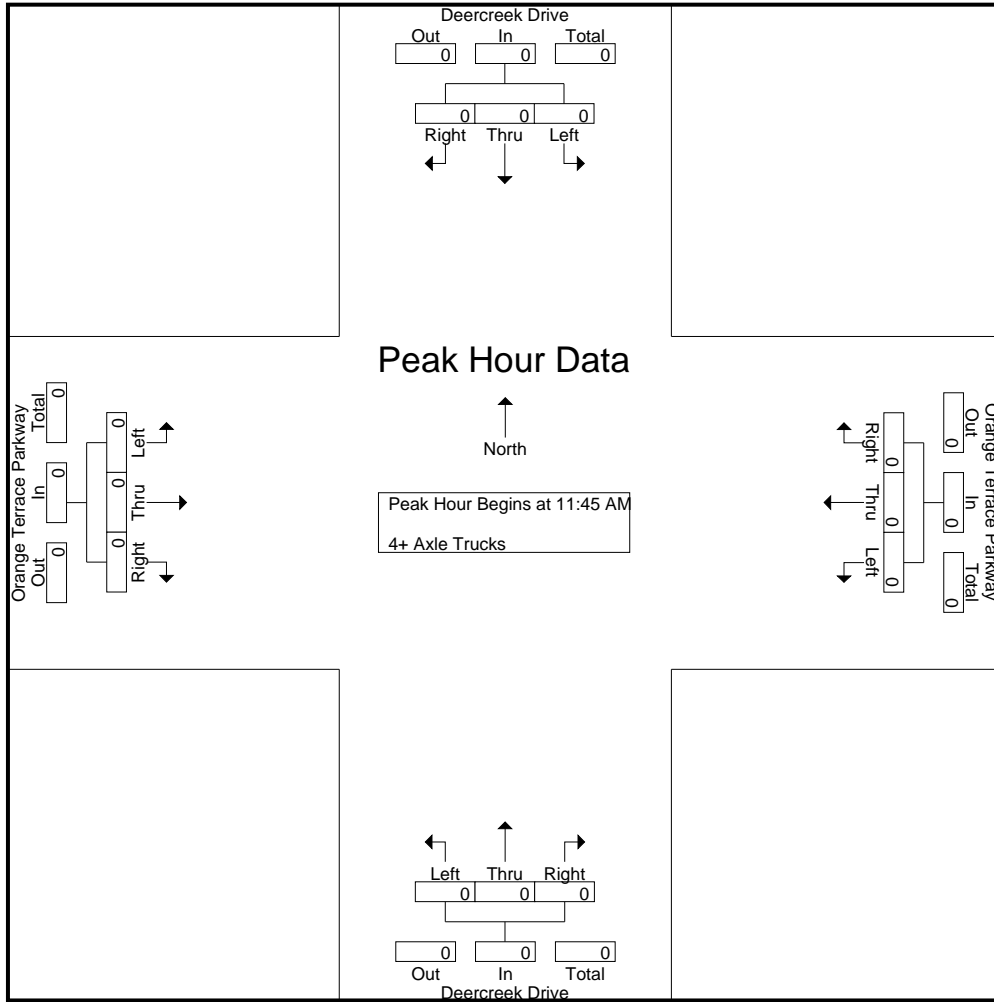 Deercreek Drive
Out In Total
0 0 0
0 0 0
Right Thru Left
Peak Hour Data
North
Peak Hour Begins at 11:45 AM
4+ Axle Trucks
Orange Terrace Parkway
Out In Total
0 0 0
0 0 0
Right Thru Left
Orange Terrace Parkway
Out In Total
0 0 0
0 0 0
Right Thru Left
Left Thru Right
0 0 0
0 0 0
Out In Total
Deercreek Drive